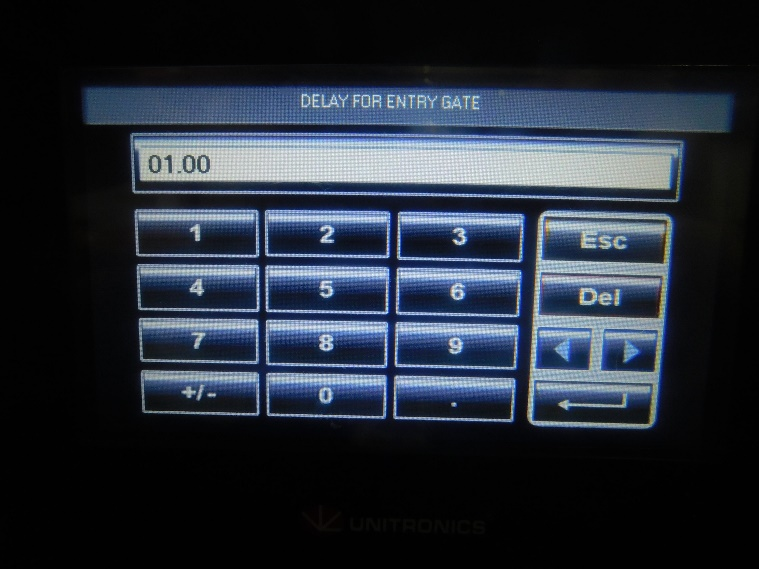 DELAY FOR ENTRY GATE
01.00
1 2 3 Esc
4 5 6 Del
7 8 9
+/- 0 .
UNITRONICS